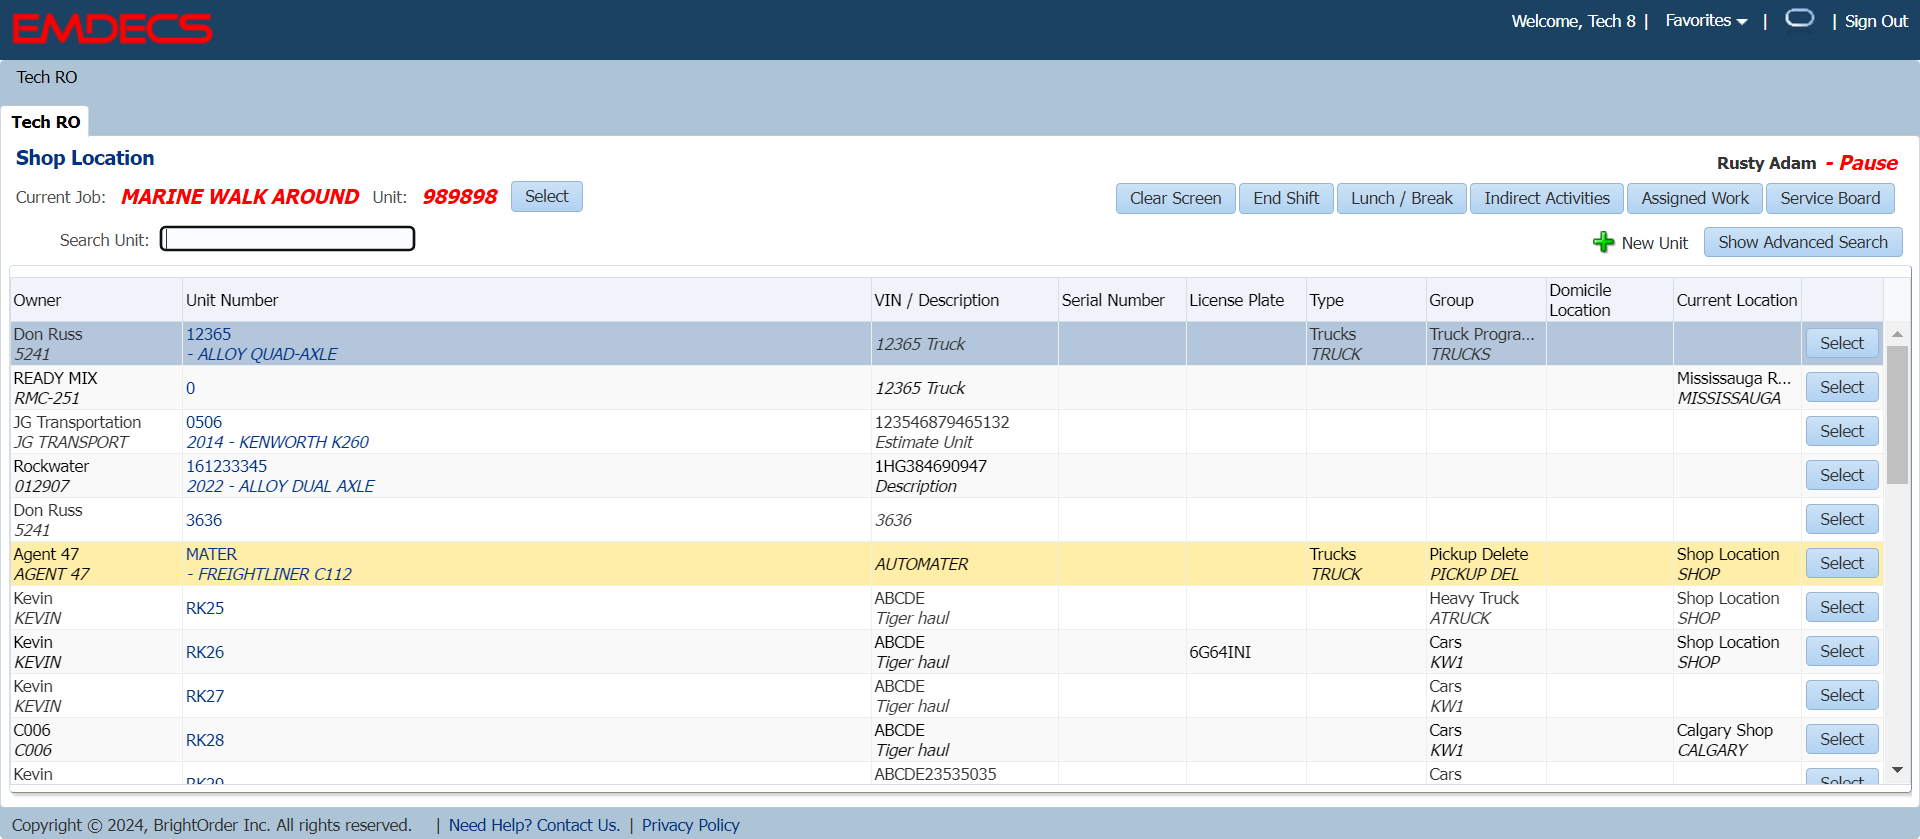 EMDECS
Welcome, Tech 8 | Favorites | | Sign Out
Tech RO
Tech RO
Shop Location
Rusty Adam - Pause
Current Job: MARINE WALK AROUND Unit: 989898 Select
Clear Screen End Shift Lunch / Break Indirect Activities Assigned Work Service Board
Search Unit:
New Unit Show Advanced Search
Owner Unit Number VIN / Description Serial Number License Plate Type Group Domicile Location Current Location
Don Russ 12365 Trucks Truck Progra...
5241 - ALLOY QUAD-AXLE 12365 Truck TRUCK TRUCKS Select
READY MIX Mississauga R...
RMC-251 0 12365 Truck MISSISSAUGA Select
JG Transportation 0506 123546879465132
JG TRANSPORT 2014 - KENWORTH K260 Estimate Unit Select
Rockwater 161233345 1HG384690947
012907 2022 - ALLOY DUAL AXLE Description Select
Don Russ
5241 3636 3636 Select
Agent 47 MATER Trucks Pickup Delete Shop Location
AGENT 47 - FREIGHTLINER C112 AUTOMATER TRUCK PICKUP DEL SHOP Select
Kevin ABCDE Heavy Truck Shop Location
KEVIN RK25 Tiger haul ATRUCK SHOP Select
Kevin ABCDE Cars Shop Location
KEVIN RK26 Tiger haul 6G64INI KW1 SHOP Select
Kevin ABCDE Cars
KEVIN RK27 Tiger haul KW1 Select
C006 ABCDE Cars Calgary Shop
C006 RK28 Tiger haul KW1 CALGARY Select
Kevin RK29 ABCDE23535035 Cars Select
Copyright © 2024, BrightOrder Inc. All rights reserved. | Need Help? Contact Us. | Privacy Policy